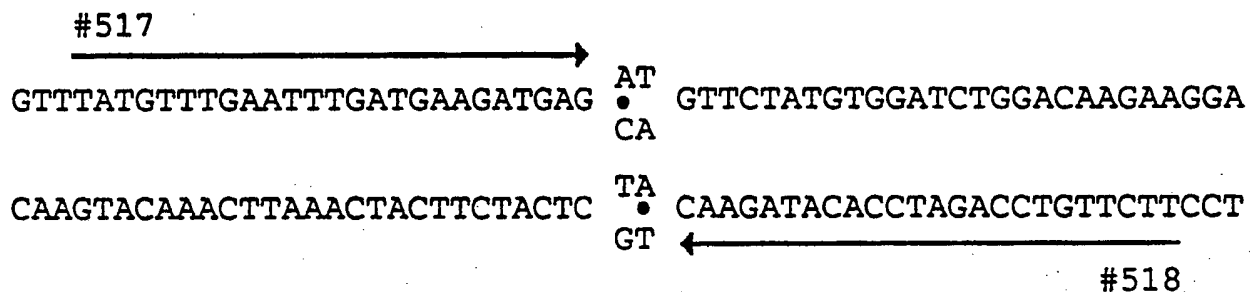 #517
AT
GTTTATGTTTGAATTTGATGAAGATGAG • GTTCTATGTGGATCTGGACAAGAAGGA
CA
TA
CAAGTACAAACTTAAACTACTTCTACTC • CAAGATACACCTAGACCTGTTCTTCCT
GT
#518